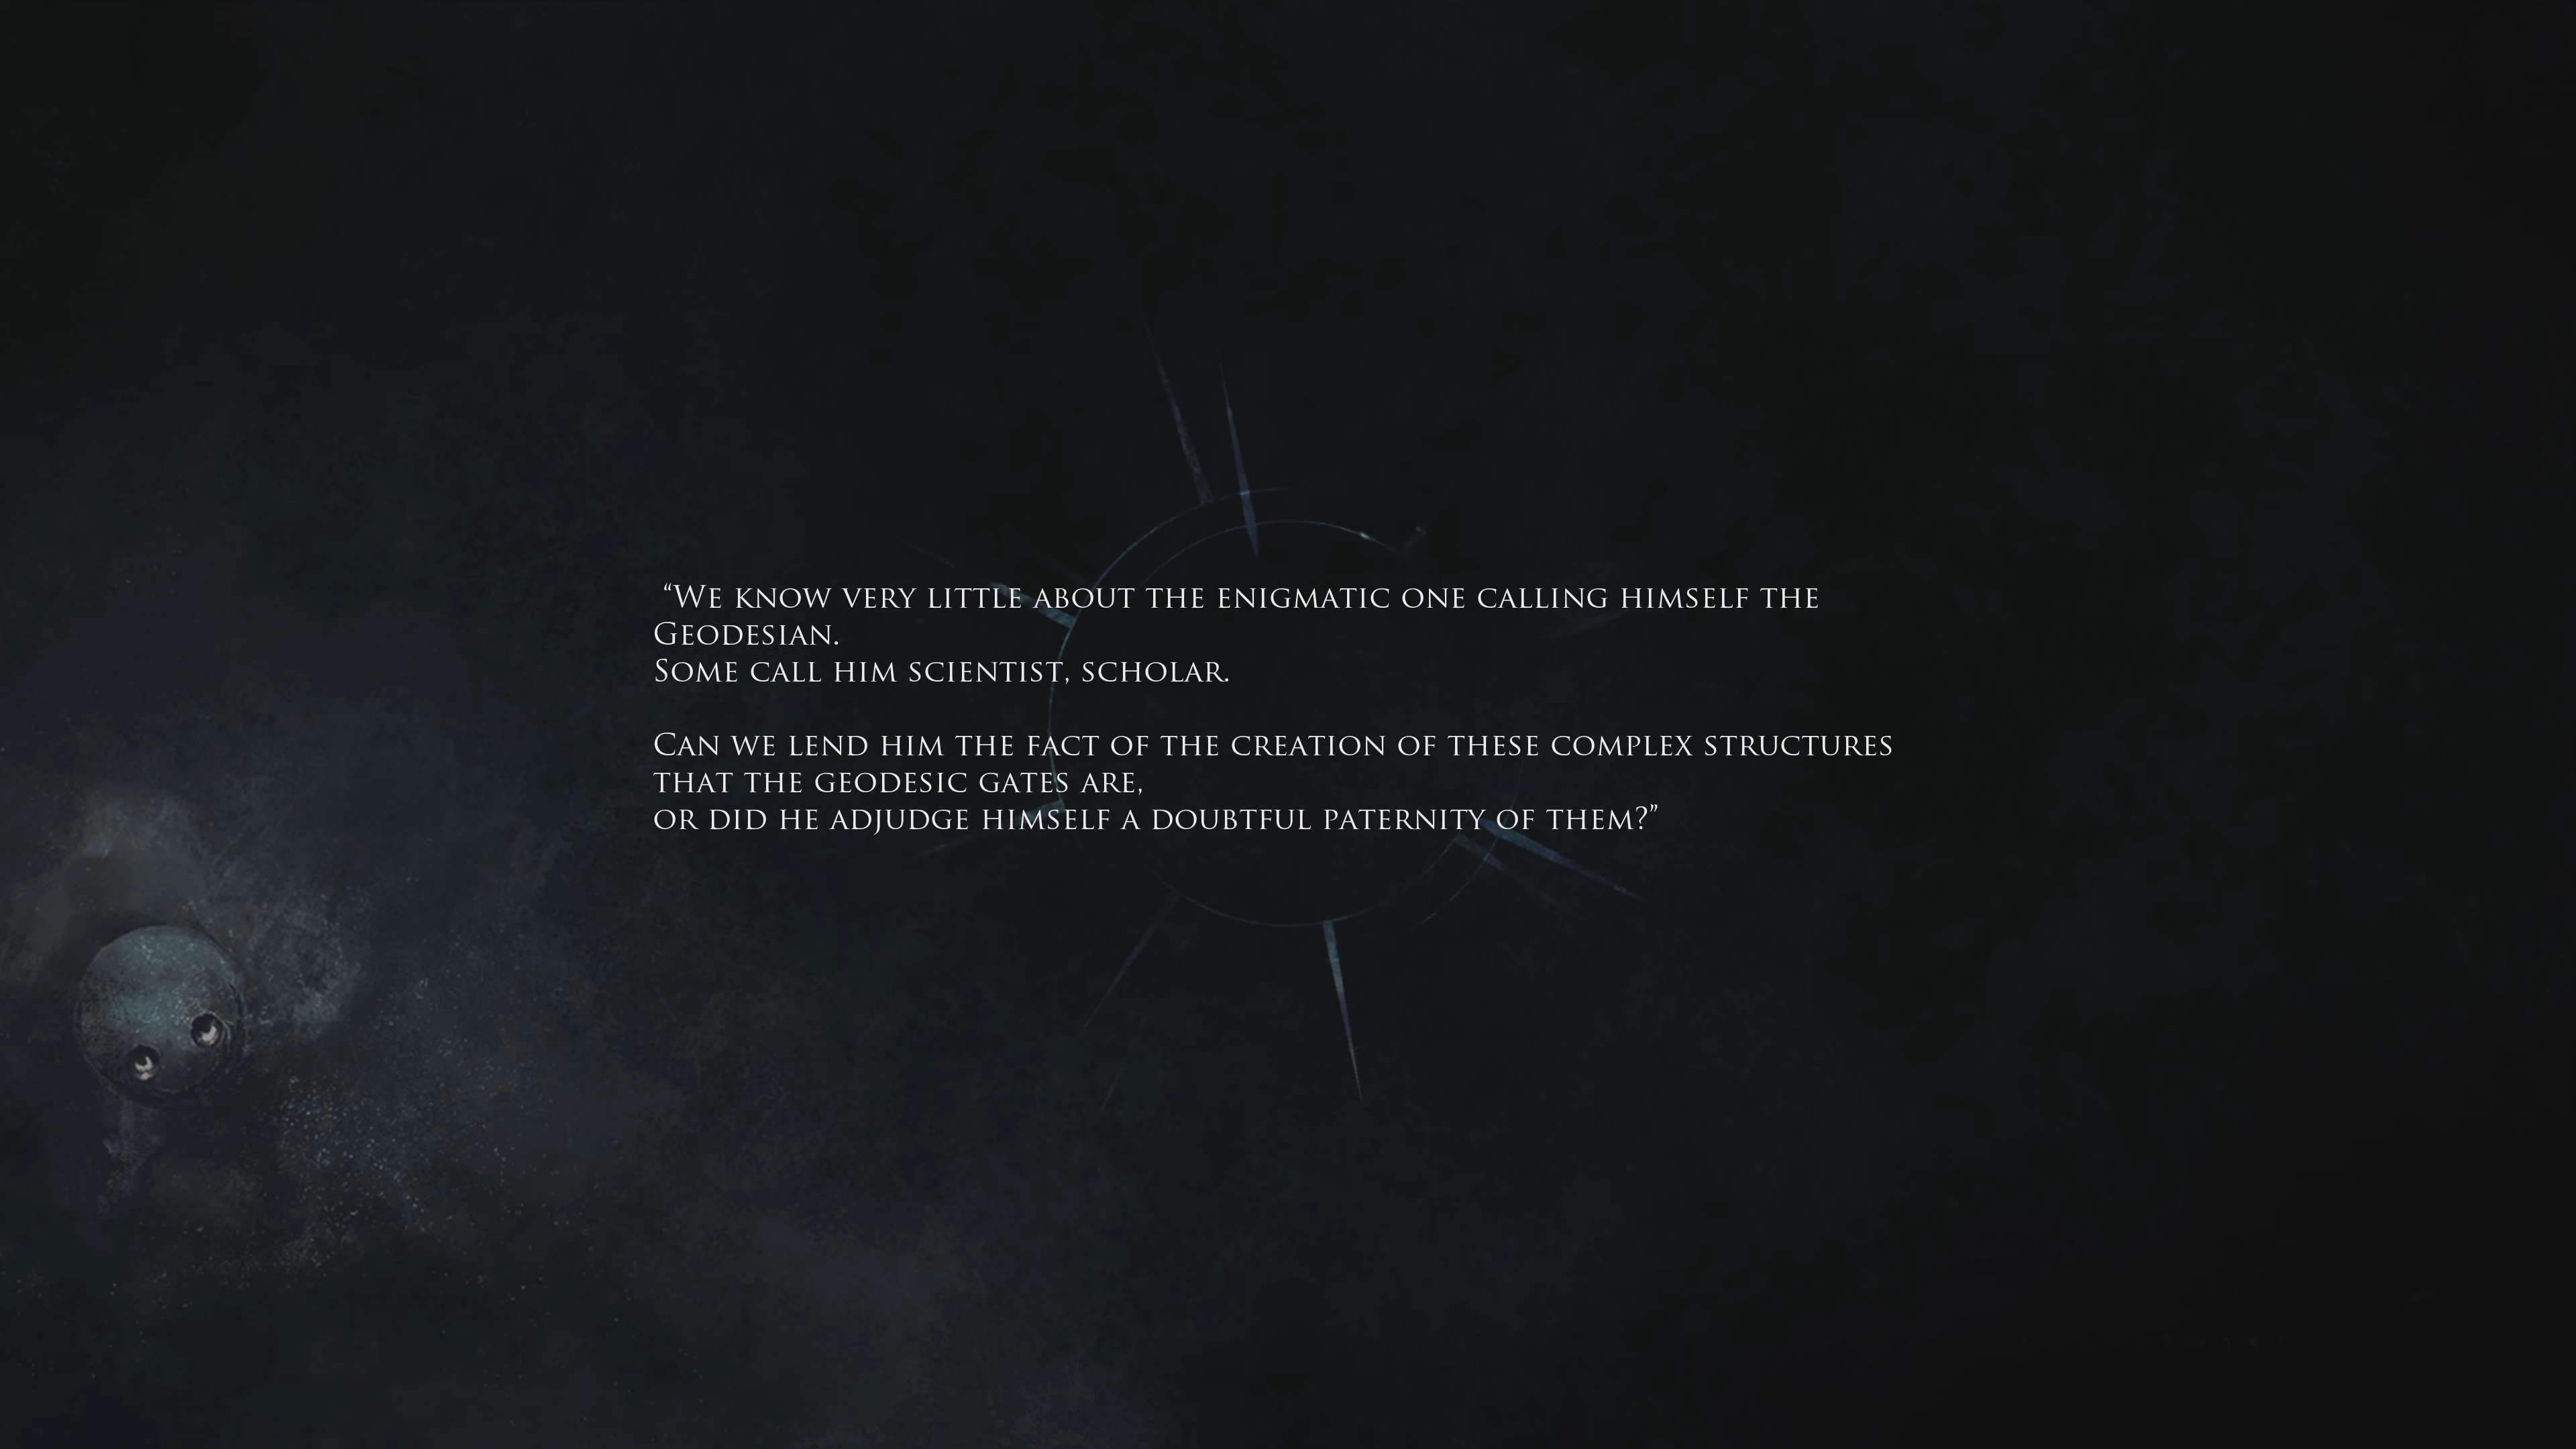 “We know very little about the enigmatic one calling himself the
Geodesian.
Some call him scientist, scholar.
Can we lend him the fact of the creation of these complex structures
that the geodesic gates are,
or did he adjudge himself a doubtful paternity of them?”